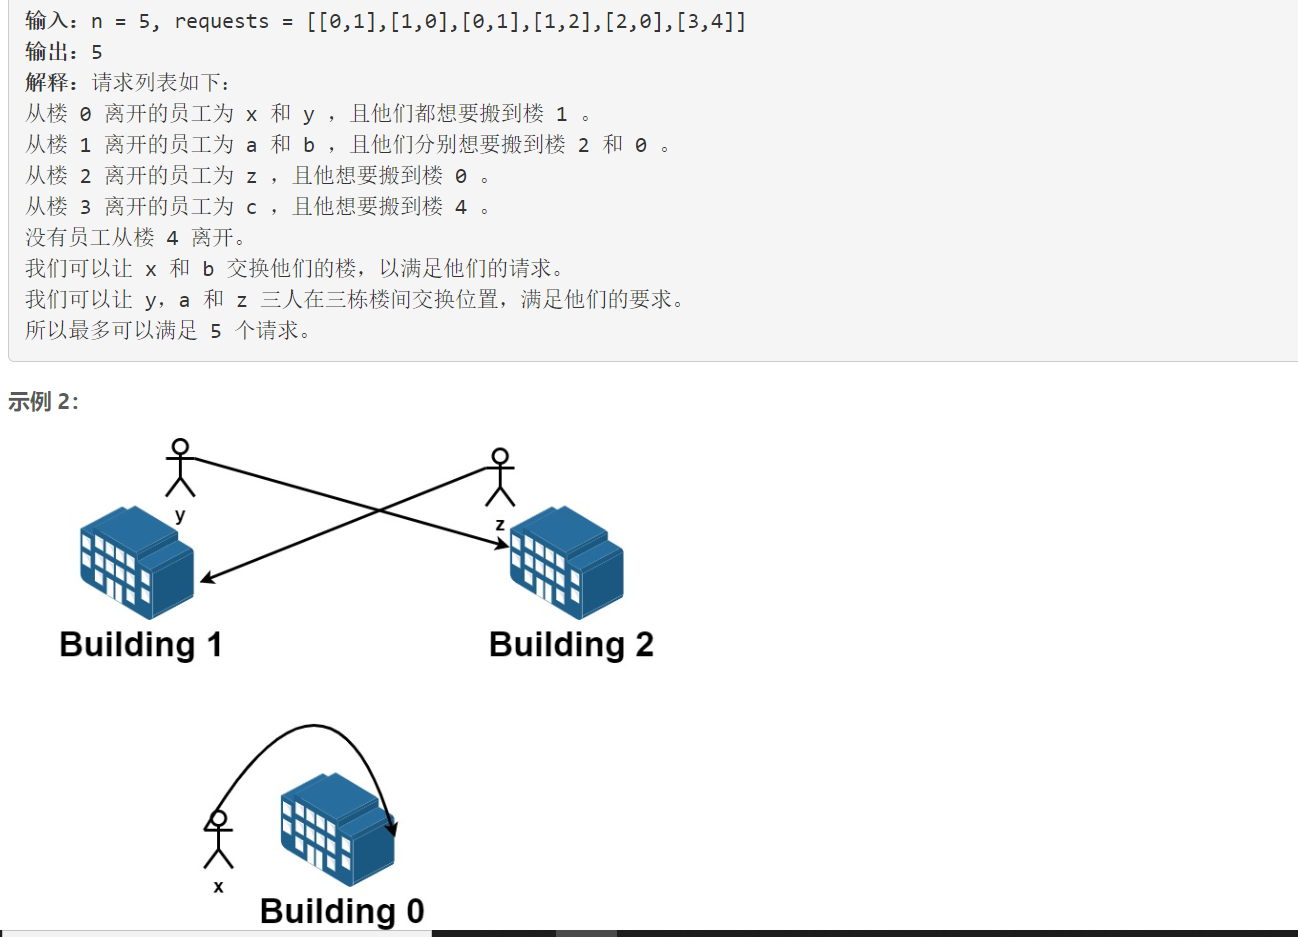 输入：n = 5, requests = [[0,1],[1,0],[0,1],[1,2],[2,0],[3,4]]
输出：5
解释：请求列表如下：
从楼 0 离开的员工为 x 和 y ，且他们都想要搬到楼 1 。
从楼 1 离开的员工为 a 和 b ，且他们分别想要搬到楼 2 和 0 。
从楼 2 离开的员工为 z ，且他想要搬到楼 0 。
从楼 3 离开的员工为 c ，且他想要搬到楼 4 。
没有员工从楼 4 离开。
我们可以让 x 和 b 交换他们的楼，以满足他们的请求。
我们可以让 y，a 和 z 三人在三栋楼间交换位置，满足他们的要求。
所以最多可以满足 5 个请求。
示例 2：
y
z
Building 1
Building 2
x
Building 0